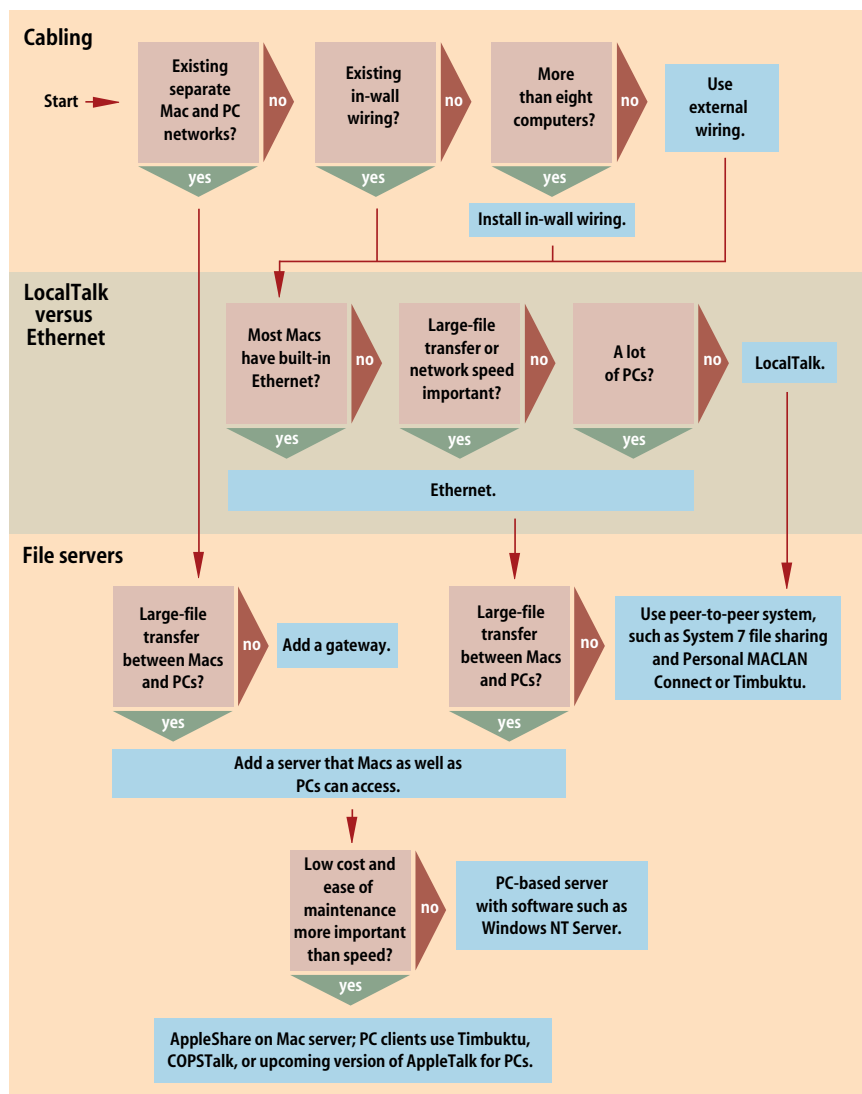 Cabling
Start
Existing
separate
Mac and PC
networks?
no
yes
Existing
in-wall
wiring?
no
yes
More
than eight
computers?
no
yes
Use
external
wiring.
Install in-wall wiring.
LocalTalk
versus
Ethernet
Most Macs
have built-in
Ethernet?
no
yes
Large-file
transfer or
network speed
important?
no
yes
A lot
of PCs?
no
yes
LocalTalk.
Ethernet.
File servers
Large-file
transfer
between Macs
and PCs?
no
yes
Add a gateway.
Large-file
transfer
between Macs
and PCs?
no
yes
Use peer-to-peer system,
such as System 7 file sharing
and Personal MACLAN
Connect or Timbuktu.
Add a server that Macs as well as
PCs can access.
Low cost and
ease of
maintenance
more important
than speed?
no
yes
PC-based server
with software such as
Windows NT Server.
AppleShare on Mac server; PC clients use Timbuktu,
COPSTalk, or upcoming version of AppleTalk for PCs.